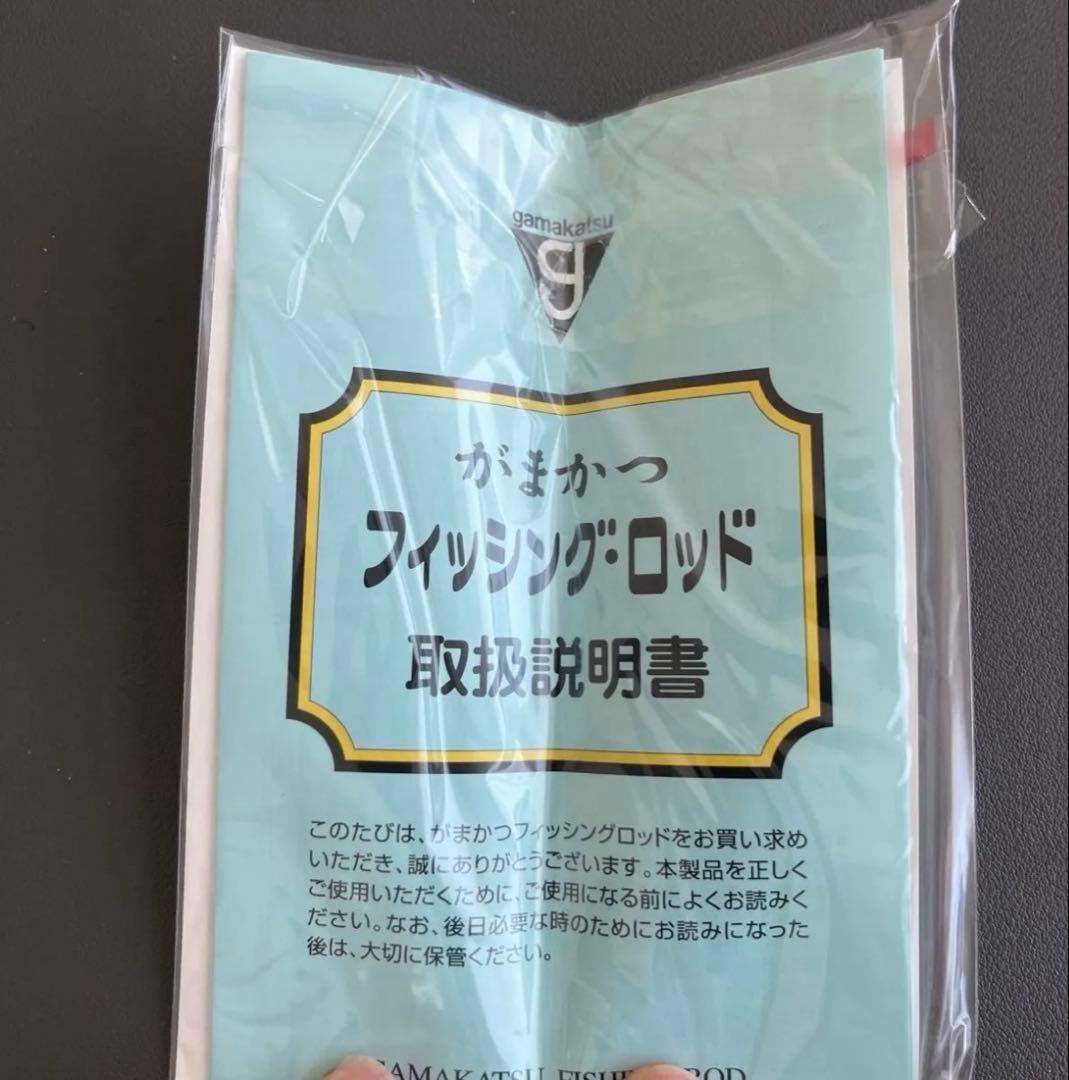 gamakatsu
g
がまかつ
フィッシング・ロッド
取扱説明書
このたびは、がまかつフィッシングロッドをお買い求め
いただき、誠にありがとうございます。本製品を正しく
ご使用いただくために、ご使用になる前によくお読みく
ださい。なお、後日必要な時のためにお読みになった
後は、大切に保管ください。
GAMAKATSU FISHING ROD